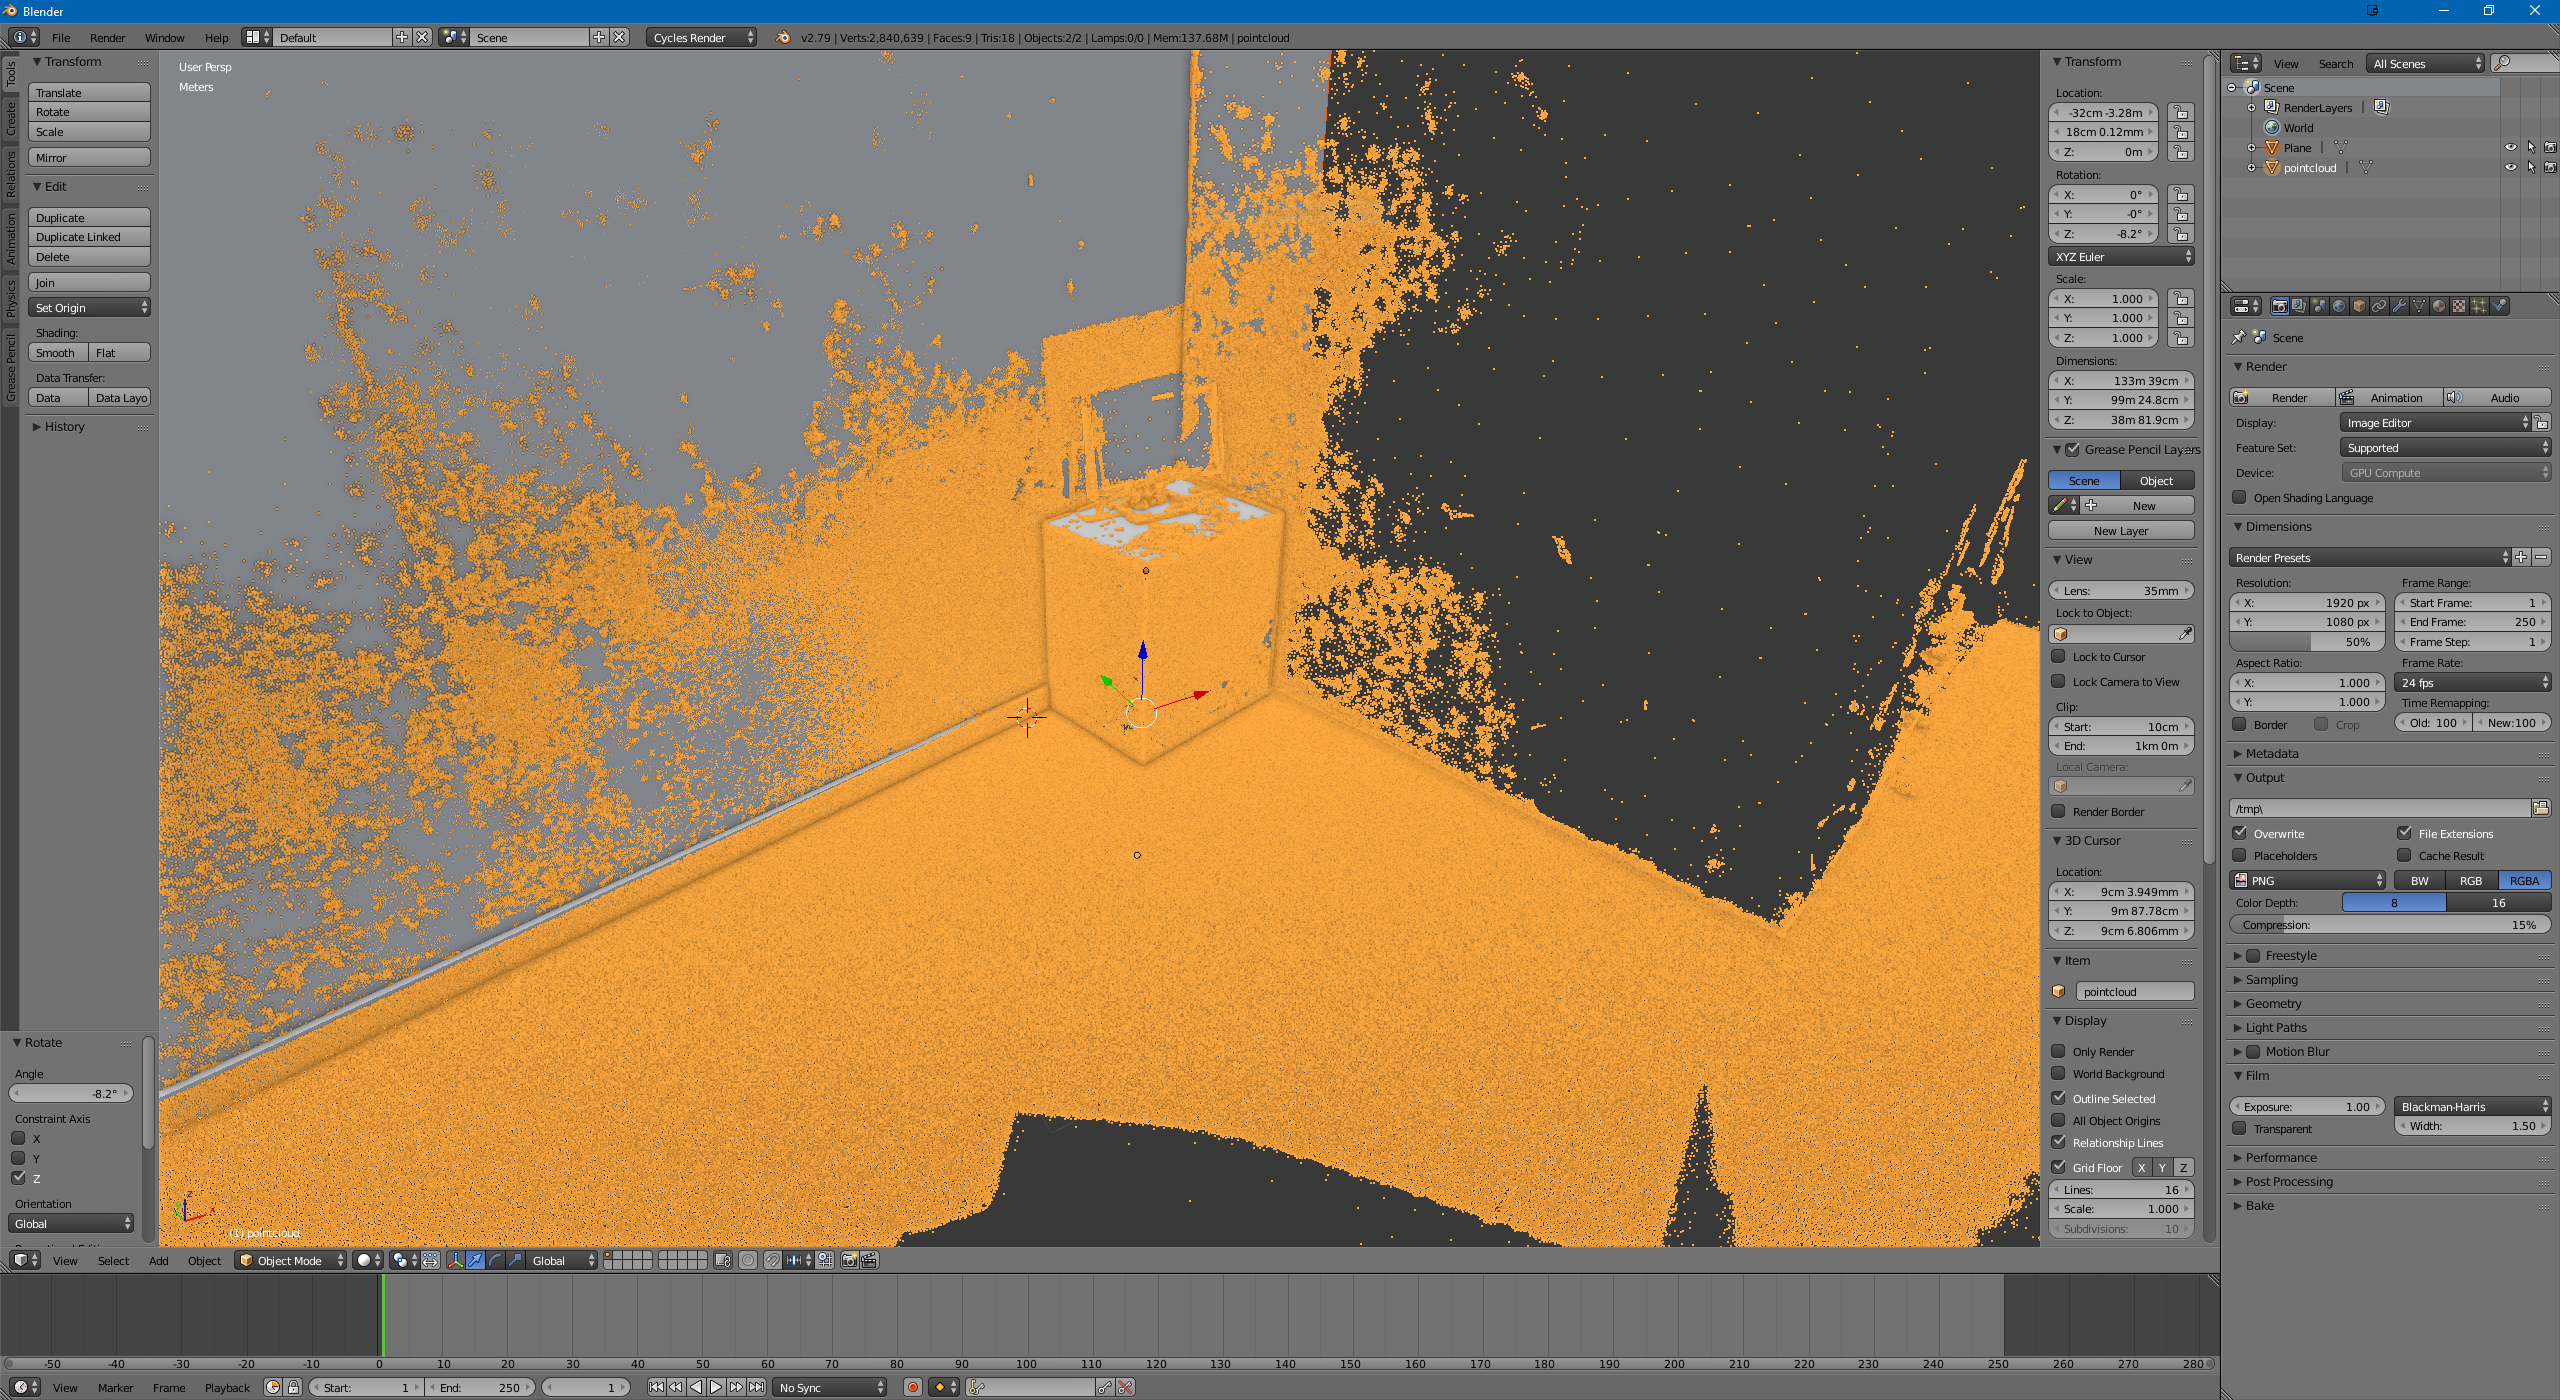 Blender
File Render Window Help Default Scene Cycles Render v2.79 | Verts:2,840,639 | Faces:9 | Tris:18 | Objects:2/2 | Lamps:0/0 | Mem:137.68M | pointcloud
Tools
Create
Relations
Animation
Physics
Grease Pencil
Transform
Translate
Rotate
Scale
Mirror
Edit
Duplicate
Duplicate Linked
Delete
Join
Set Origin
Shading:
Smooth Flat
Data Transfer:
Data Data Layo
History
Rotate
Angle
-8.2°
Constraint Axis
X
Y
Z
Orientation
Global
User Persp
Meters
(1) pointcloud
Transform
Location:
-32cm -3.28m
18cm 0.12mm
Z: 0m
Rotation:
X: 0°
Y: -0°
Z: -8.2°
XYZ Euler
Scale:
X: 1.000
Y: 1.000
Z: 1.000
Dimensions:
X: 133m 39cm
Y: 99m 24.8cm
Z: 38m 81.9cm
Grease Pencil Layers
Scene Object
New
New Layer
View
Lens: 35mm
Lock to Object:
Lock to Cursor
Lock Camera to View
Clip:
Start: 10cm
End: 1km 0m
Local Camera:
Render Border
3D Cursor
Location:
X: 9cm 3.949mm
Y: 9m 87.78cm
Z: 9cm 6.806mm
Item
pointcloud
Display
Only Render
World Background
Outline Selected
All Object Origins
Relationship Lines
Grid Floor X Y Z
Lines: 16
Scale: 1.000
Subdivisions: 10
View Search All Scenes
Scene
RenderLayers
World
Plane
pointcloud
Scene
Render
Render Animation Audio
Display: Image Editor
Feature Set: Supported
Device: GPU Compute
Open Shading Language
Dimensions
Render Presets
Resolution: Frame Range:
X: 1920 px Start Frame: 1
Y: 1080 px End Frame: 250
50% Frame Step: 1
Aspect Ratio: Frame Rate:
X: 1.000 24 fps
Y: 1.000 Time Remapping:
Border Crop Old: 100 New:100
Metadata
Output
/tmp\
Overwrite File Extensions
Placeholders Cache Result
PNG BW RGB RGBA
Color Depth: 8 16
Compression: 15%
Freestyle
Sampling
Geometry
Light Paths
Motion Blur
Film
Exposure: 1.00 Blackman-Harris
Transparent Width: 1.50
Performance
Post Processing
Bake
View Select Add Object Object Mode Global
-50 -40 -30 -20 -10 0 10 20 30 40 50 60 70 80 90 100 110 120 130 140 150 160 170 180 190 200 210 220 230 240 250 260 270 280
View Marker Frame Playback Start: 1 End: 250 1 No Sync